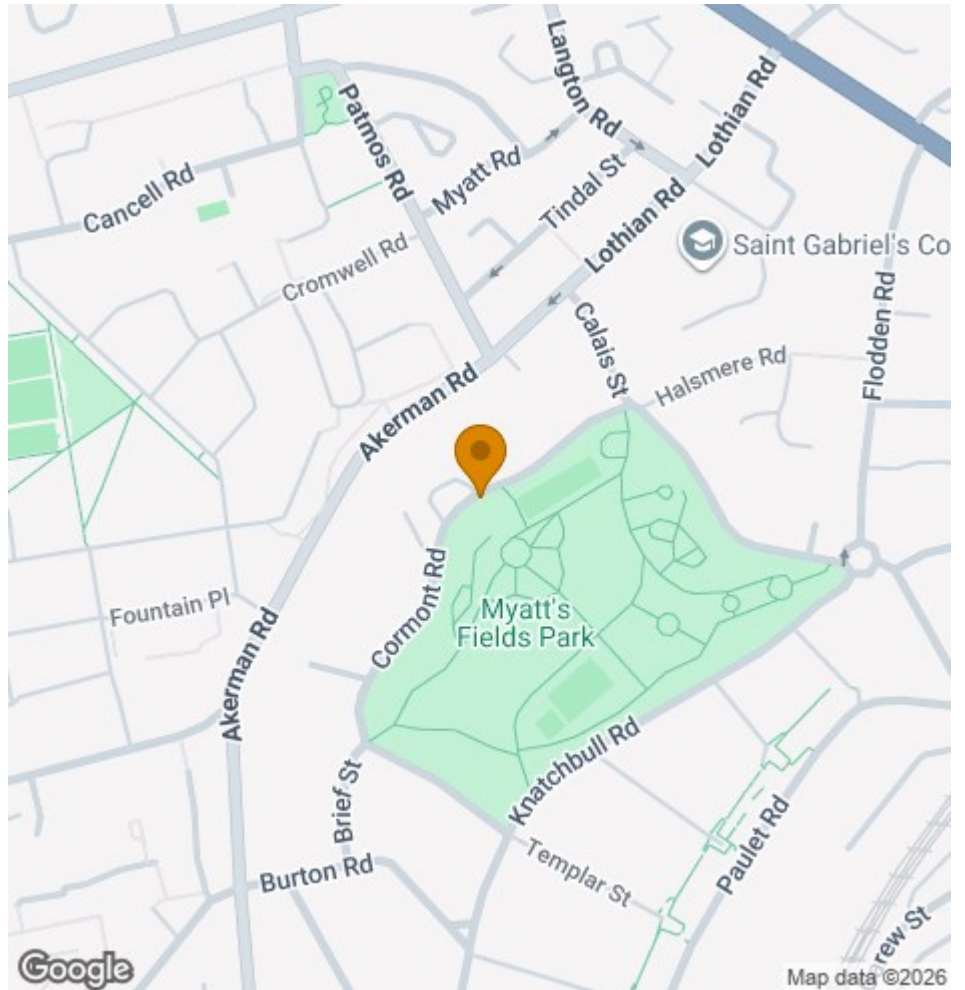 Langton Rd
Lothian Rd
Patmos Rd
Myatt Rd
Tindal St
Cancell Rd
Lothian Rd
Cromwell Rd
Saint Gabriel's Co
Calais St
Flodden Rd
Halsmere Rd
Akerman Rd
Cormont Rd
Fountain Pl
Myatt's
Fields Park
Akerman Rd
Knatchbull Rd
Brief St
Paulet Rd
Templar St
Burton Rd
arew St
Google
Map data ©2026